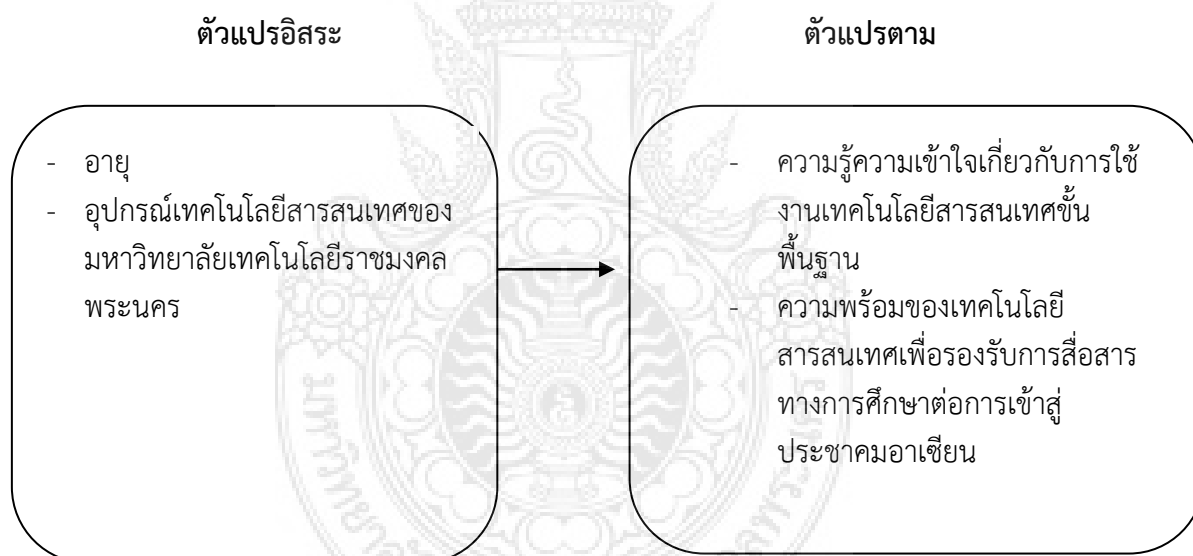 ตัวแปรอิสระ
ตัวแปรตาม
- อายุ
- อุปกรณ์เทคโนโลยีสารสนเทศของ
มหาวิทยาลัยเทคโนโลยีราชมงคล
พระนคร
- ความรู้ความเข้าใจเกี่ยวกับการใช้
งานเทคโนโลยีสารสนเทศขั้น
พื้นฐาน
- ความพร้อมของเทคโนโลยี
สารสนเทศเพื่อรองรับการสื่อสาร
ทางการศึกษาต่อการเข้าสู่
ประชาคมอาเซียน